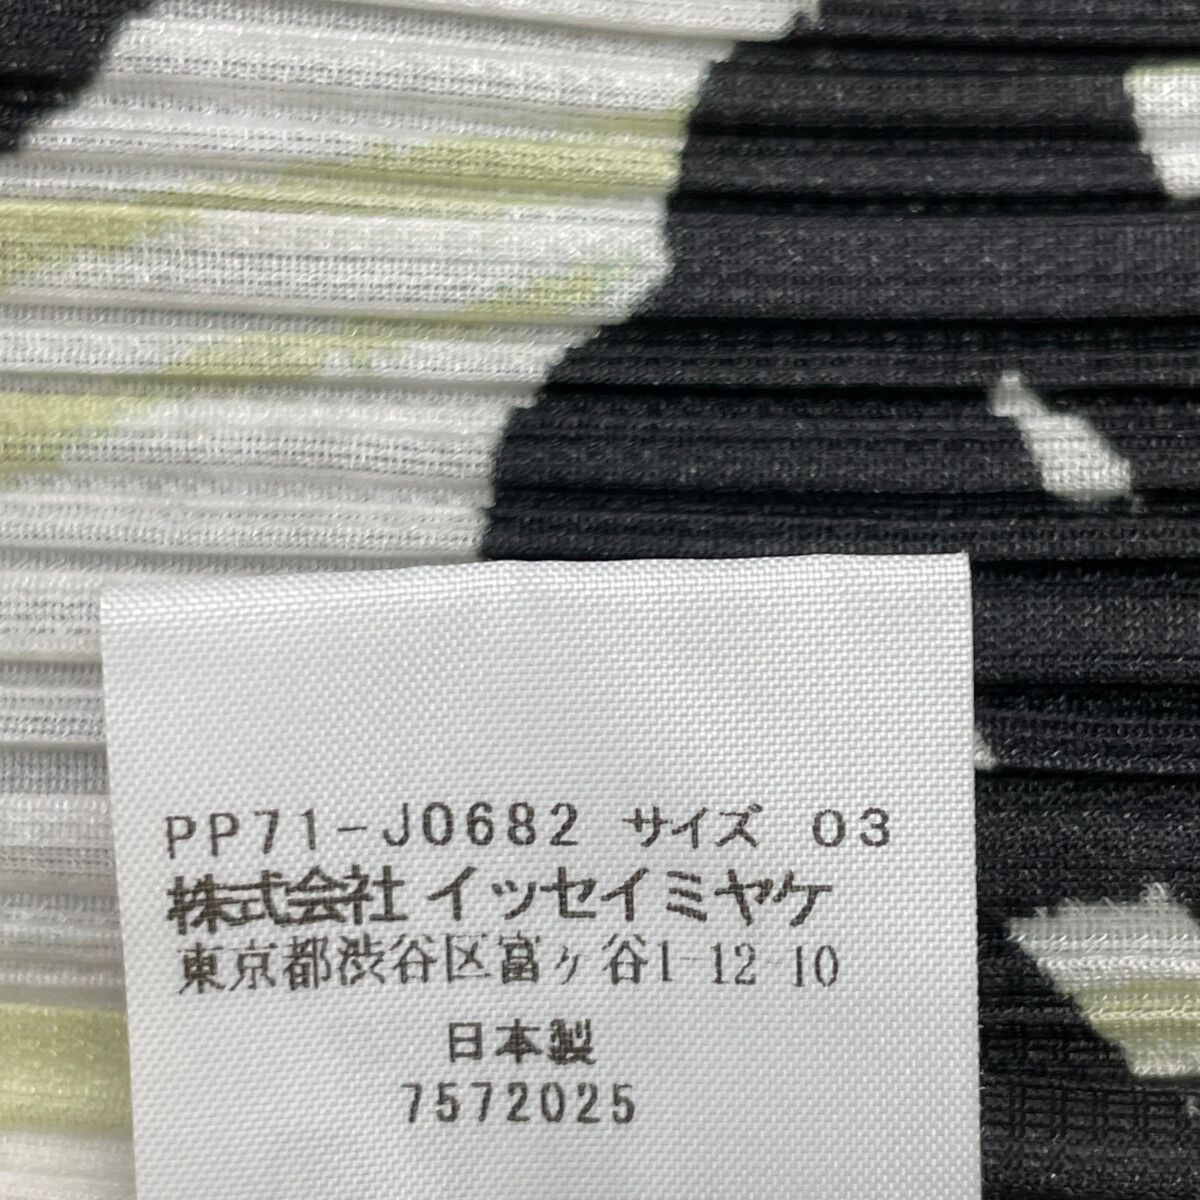 PP71-J0682 サイズ 03
株式会社 イッセイミヤケ
東京都渋谷区富ヶ谷1-12-10
日本製
7572025